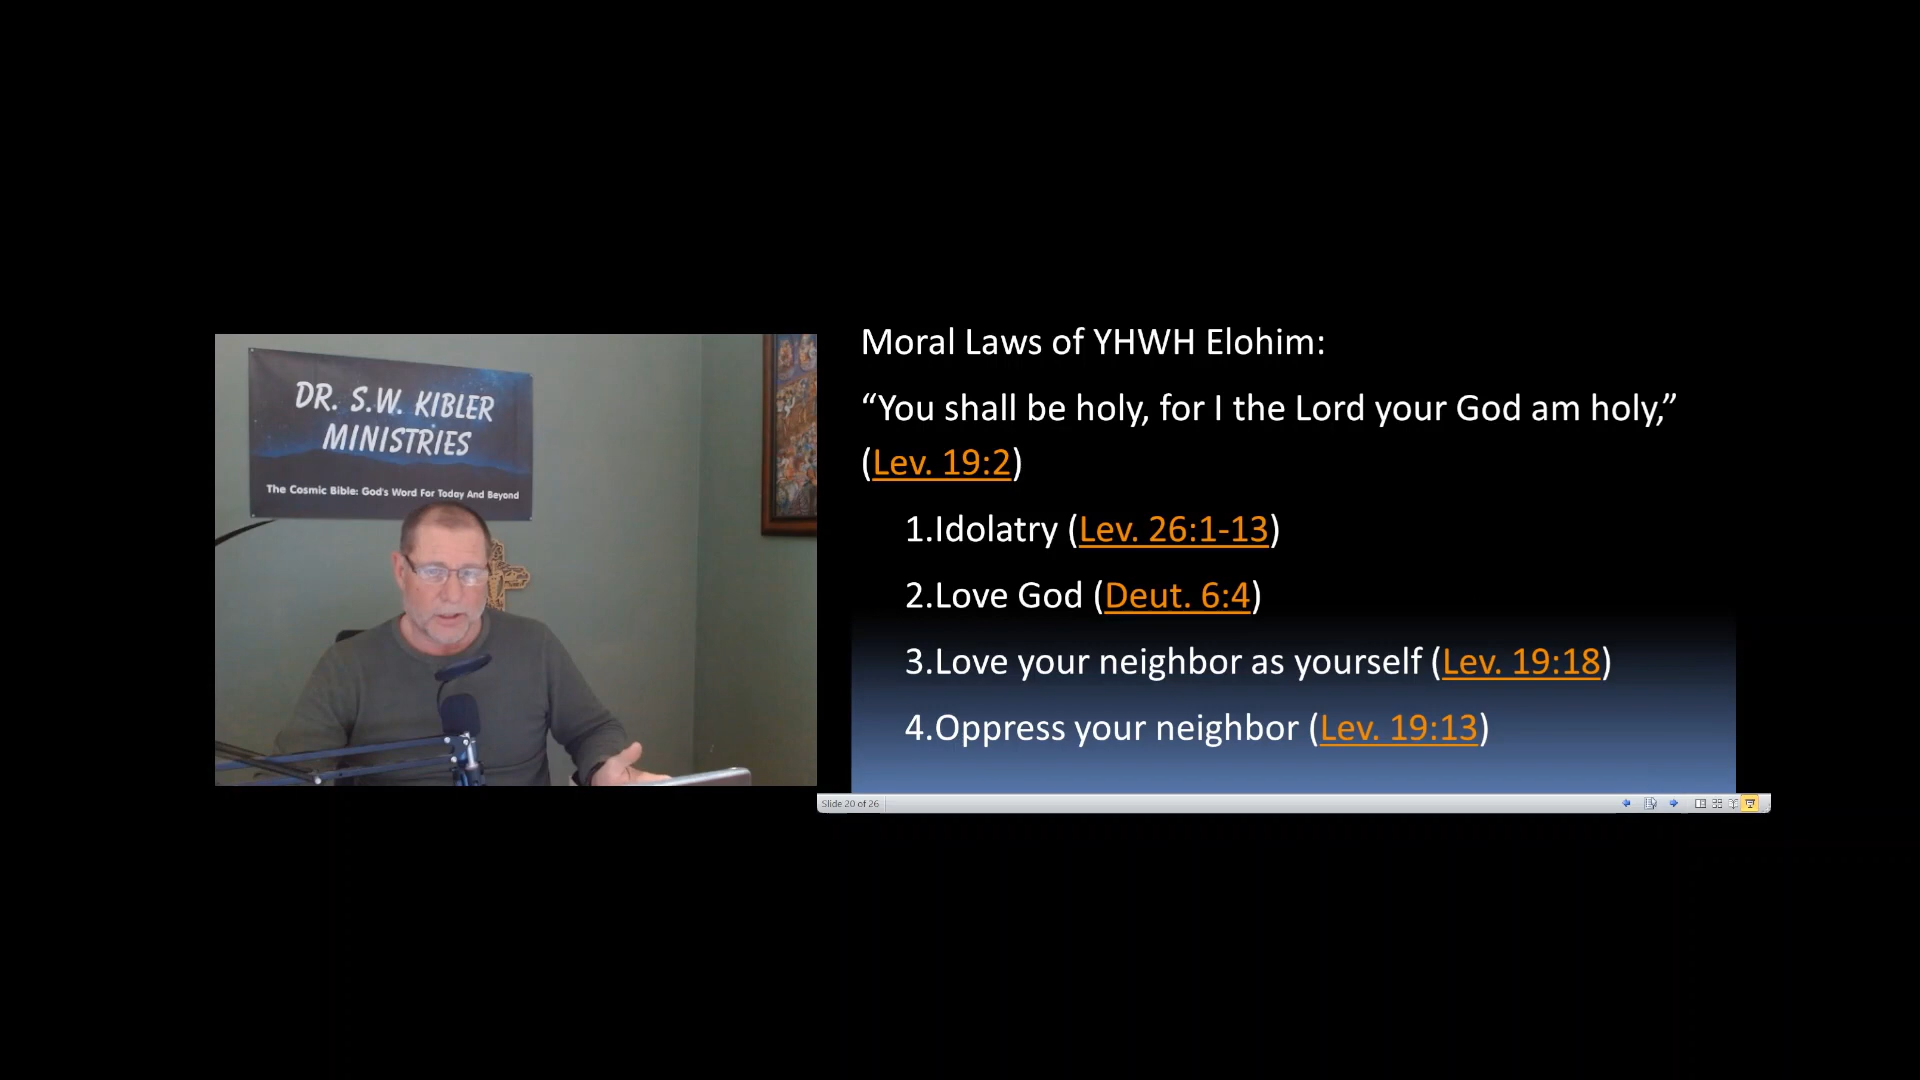 DR. S.W. KIBLER
MINISTRIES
The Cosmic Bible: God's Word For Today And Beyond
Moral Laws of YHWH Elohim:
“You shall be holy, for I the Lord your God am holy,”
(Lev. 19:2)
1.Idolatry (Lev. 26:1-13)
2.Love God (Deut. 6:4)
3.Love your neighbor as yourself (Lev. 19:18)
4.Oppress your neighbor (Lev. 19:13)
Slide 20 of 26